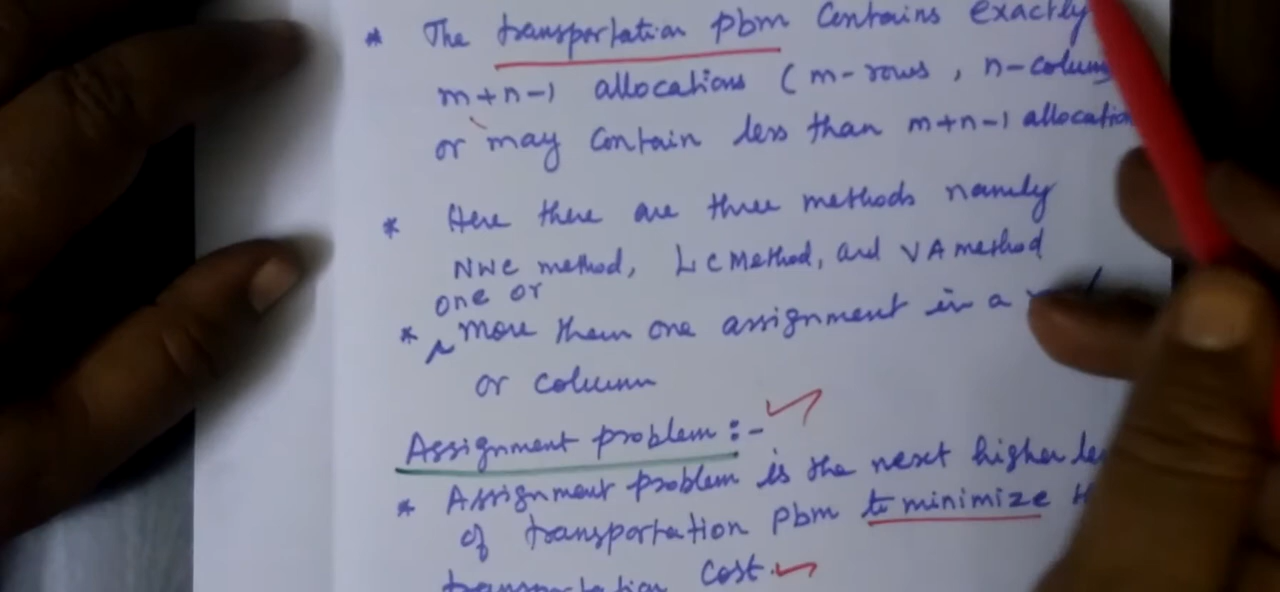 * The transportation pbm Contains exactly
m+n-1 allocations (m-rows, n-colum
or may Contain less than m+n-1 allocation
* Here there are three methods namely
NWC method, LC Method, and VA method
one or
* ^ more than one assignment in a
or column
Assignment problem :-
* Assignment problem is the next higher le
of transportation pbm to minimize
transportation Cost.